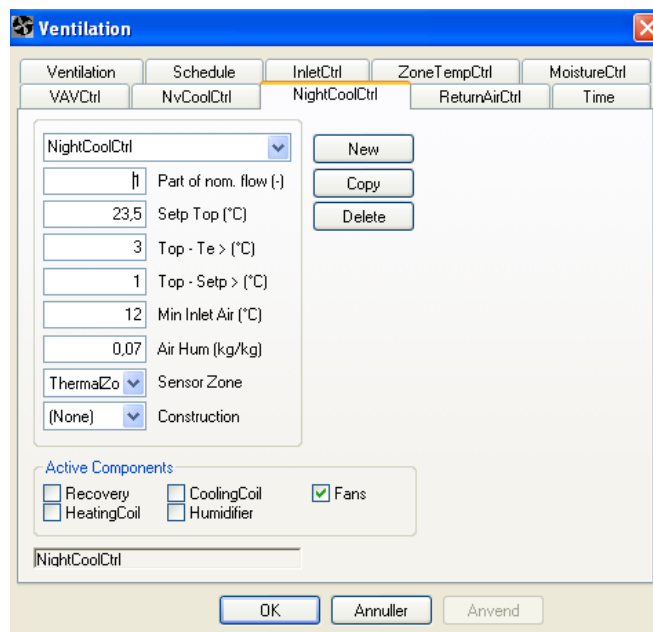 Ventilation
Ventilation Schedule InletCtrl ZoneTempCtrl MoistureCtrl
VAVCtrl NvCoolCtrl NightCoolCtrl ReturnAirCtrl Time
NightCoolCtrl New
1 Part of nom. flow (-) Copy
23,5 Setp Top (°C) Delete
3 Top - Te > (°C)
1 Top - Setp > (°C)
12 Min Inlet Air (°C)
0,07 Air Hum (kg/kg)
ThermalZo Sensor Zone
(None) Construction
Active Components
Recovery CoolingCoil Fans
HeatingCoil Humidifier
NightCoolCtrl
OK Annuller Anvend